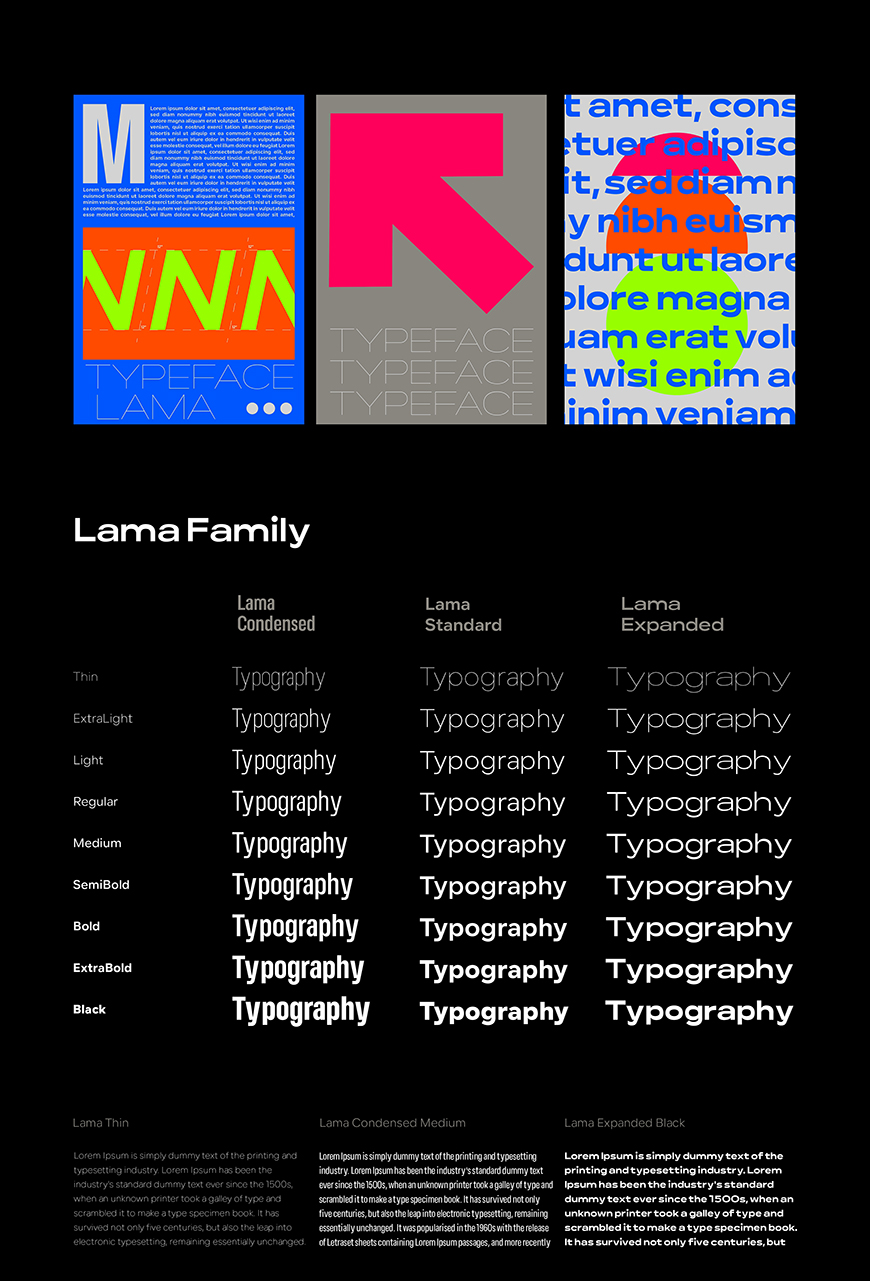 M
Lorem ipsum dolor sit amet, consectetuer adipiscing elit,
sed diam nonummy nibh euismod tincidunt ut laoreet
dolore magna aliquam erat volutpat. Ut wisi enim ad minim
veniam, quis nostrud exerci tation ullamcorper suscipit
lobortis nisl ut aliquip ex ea commodo consequat. Duis
autem vel eum iriure dolor in hendrerit in vulputate velit
esse molestie consequat, vel illum dolore eu feugiat Lorem
ipsum dolor sit amet, consectetuer adipiscing elit, sed
diam nonummy nibh euismod tincidunt ut laoreet dolore
magna aliquam erat volutpat. Ut wisi enim ad minim
veniam, quis nostrud exerci tation ullamcorper suscipit
lobortis nisl ut aliquip ex ea commodo consequat. Duis
autem vel eum iriure dolor in hendrerit in vulputate velit
Lorem ipsum dolor sit amet, consectetuer adipiscing elit, sed diam nonummy nibh
euismod tincidunt ut laoreet dolore magna aliquam erat volutpat. Ut wisi enim ad minim
veniam, quis nostrud exerci tation ullamcorper suscipit lobortis nisl ut aliquip ex
ea commodo consequat. Duis autem vel eum iriure dolor in hendrerit in vulputate velit
esse molestie consequat, vel illum dolore eu feugiat Lorem ipsum dolor sit amet,
NNN
TYPEFACE
LAMA
TYPEFACE
TYPEFACE
TYPEFACE
t amet, cons
etuer adipisc
it, sed diam n
y nibh euism
dunt ut laore
olore magna
uam erat volu
t wisi enim ad
inim veniam
Lama Family
Lama
Condensed
Lama
Standard
Lama
Expanded
Thin Typography Typography Typography
ExtraLight Typography Typography Typography
Light Typography Typography Typography
Regular Typography Typography Typography
Medium Typography Typography Typography
SemiBold Typography Typography Typography
Bold Typography Typography Typography
ExtraBold Typography Typography Typography
Black Typography Typography Typography
Lama Thin
Lorem Ipsum is simply dummy text of the printing and
typesetting industry. Lorem Ipsum has been the
industry's standard dummy text ever since the 1500s,
when an unknown printer took a galley of type and
scrambled it to make a type specimen book. It has
survived not only five centuries, but also the leap into
electronic typesetting, remaining essentially unchanged.
Lama Condensed Medium
Lorem Ipsum is simply dummy text of the printing and typesetting
industry. Lorem Ipsum has been the industry's standard dummy text
ever since the 1500s, when an unknown printer took a galley of type and
scrambled it to make a type specimen book. It has survived not only
five centuries, but also the leap into electronic typesetting, remaining
essentially unchanged. It was popularised in the 1960s with the release
of Letraset sheets containing Lorem Ipsum passages, and more recently
Lama Expanded Black
Lorem Ipsum is simply dummy text of the
printing and typesetting industry. Lorem
Ipsum has been the industry's standard
dummy text ever since the 1500s, when an
unknown printer took a galley of type and
scrambled it to make a type specimen book.
It has survived not only five centuries, but